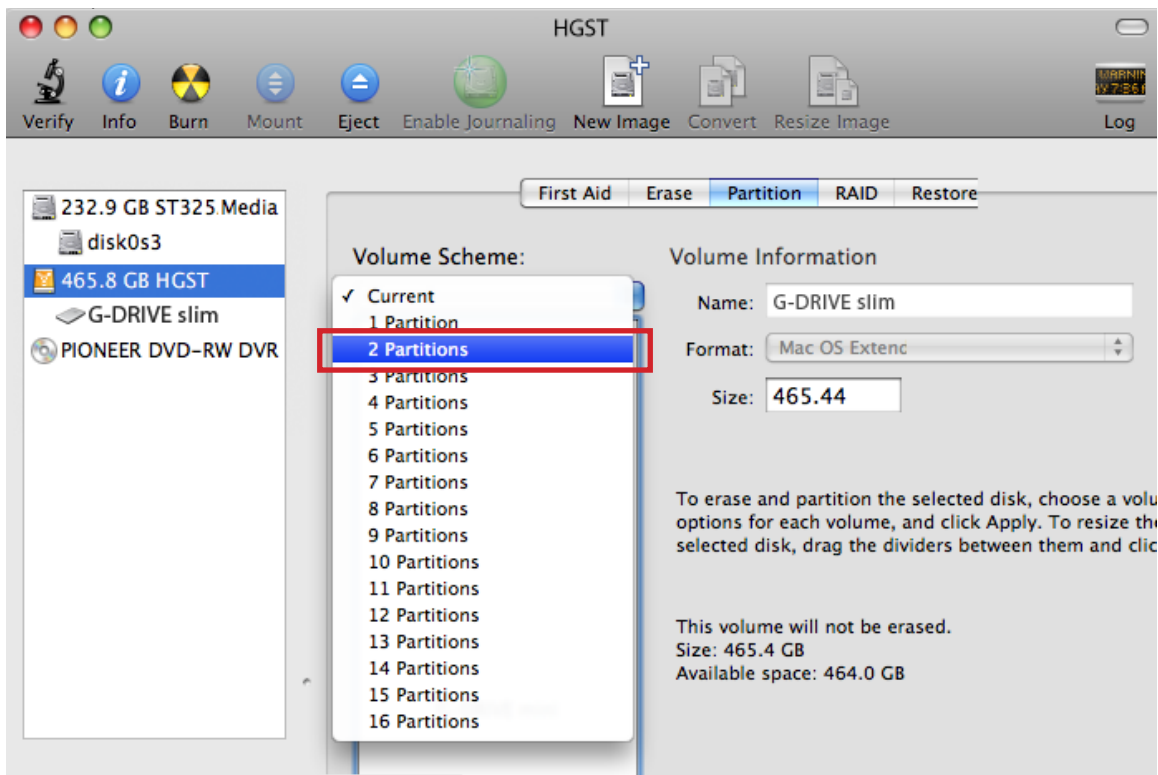 HGST
Verify Info Burn Mount Eject Enable Journaling New Image Convert Resize Image Log
First Aid Erase Partition RAID Restore
232.9 GB ST325 Media
disk0s3
465.8 GB HGST
G-DRIVE slim
PIONEER DVD-RW DVR
Volume Scheme:
✓ Current
1 Partition
2 Partitions
3 Partitions
4 Partitions
5 Partitions
6 Partitions
7 Partitions
8 Partitions
9 Partitions
10 Partitions
11 Partitions
12 Partitions
13 Partitions
14 Partitions
15 Partitions
16 Partitions
Volume Information
Name: G-DRIVE slim
Format: Mac OS Extenc
Size: 465.44
To erase and partition the selected disk, choose a volu
options for each volume, and click Apply. To resize the
selected disk, drag the dividers between them and clic
This volume will not be erased.
Size: 465.4 GB
Available space: 464.0 GB